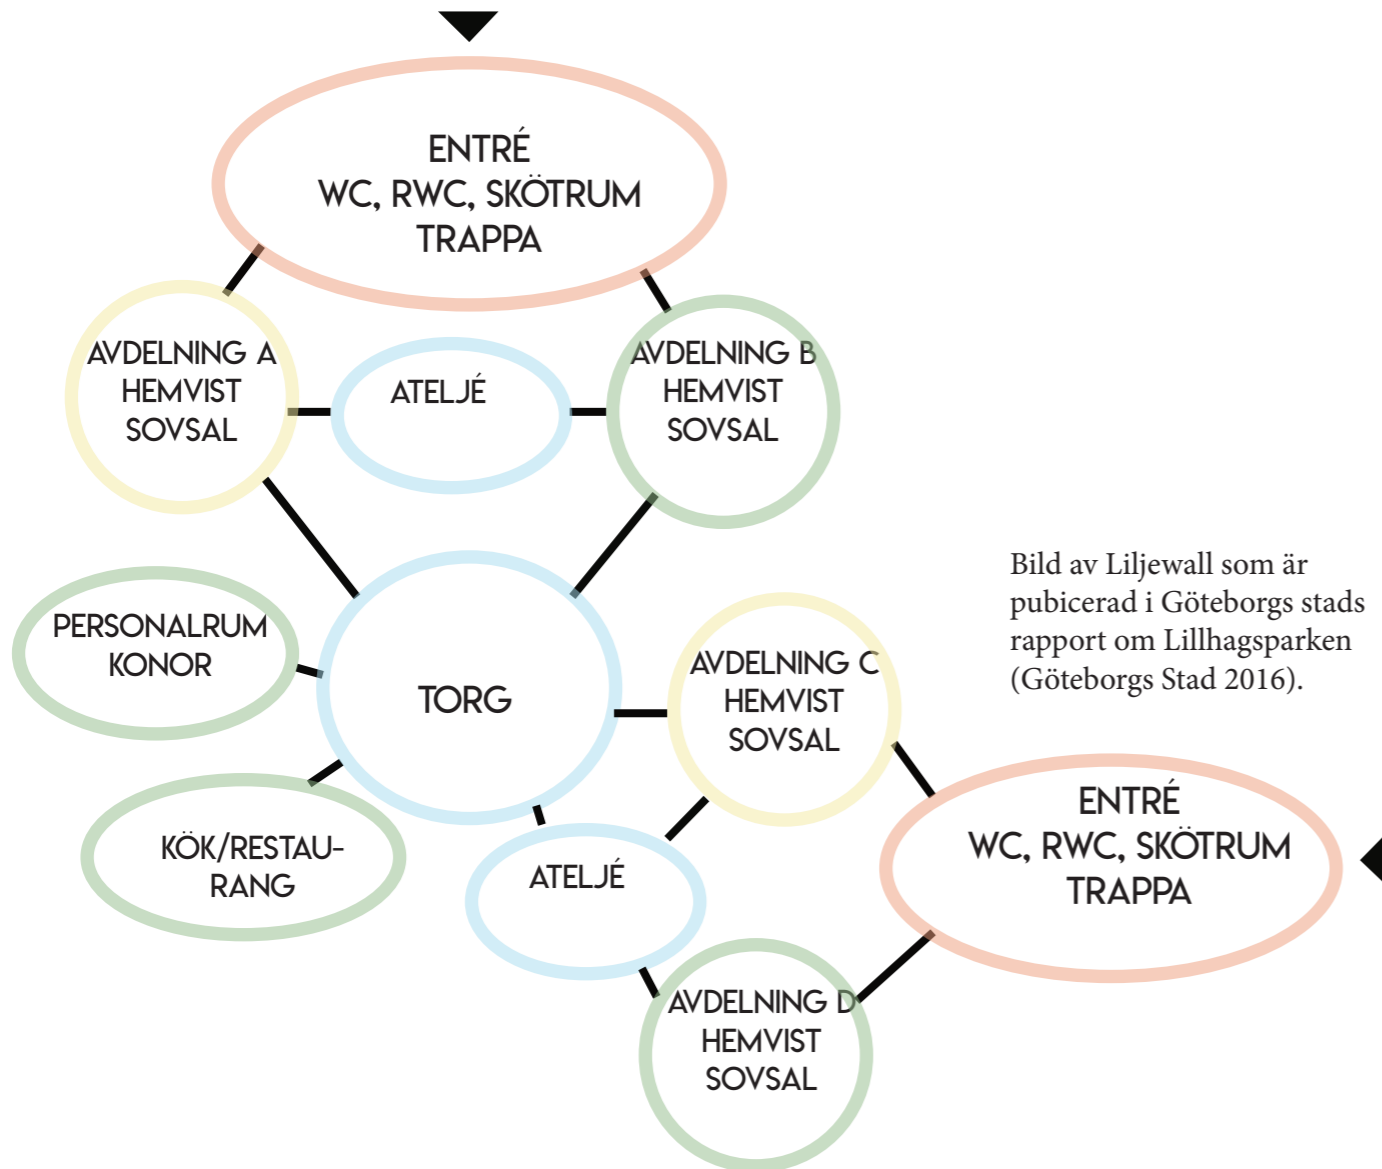 ENTRÉ
WC, RWC, SKÖTRUM
TRAPPA
AVDELNING A
HEMVIST
SOVSAL
ATELJÉ
AVDELNING B
HEMVIST
SOVSAL
PERSONALRUM
KONOR
TORG
AVDELNING C
HEMVIST
SOVSAL
Bild av Liljewall som är
pubicerad i Göteborgs stads
rapport om Lillhagsparken
(Göteborgs Stad 2016).
KÖK/RESTAU-
RANG
ATELJÉ
ENTRÉ
WC, RWC, SKÖTRUM
TRAPPA
AVDELNING D
HEMVIST
SOVSAL